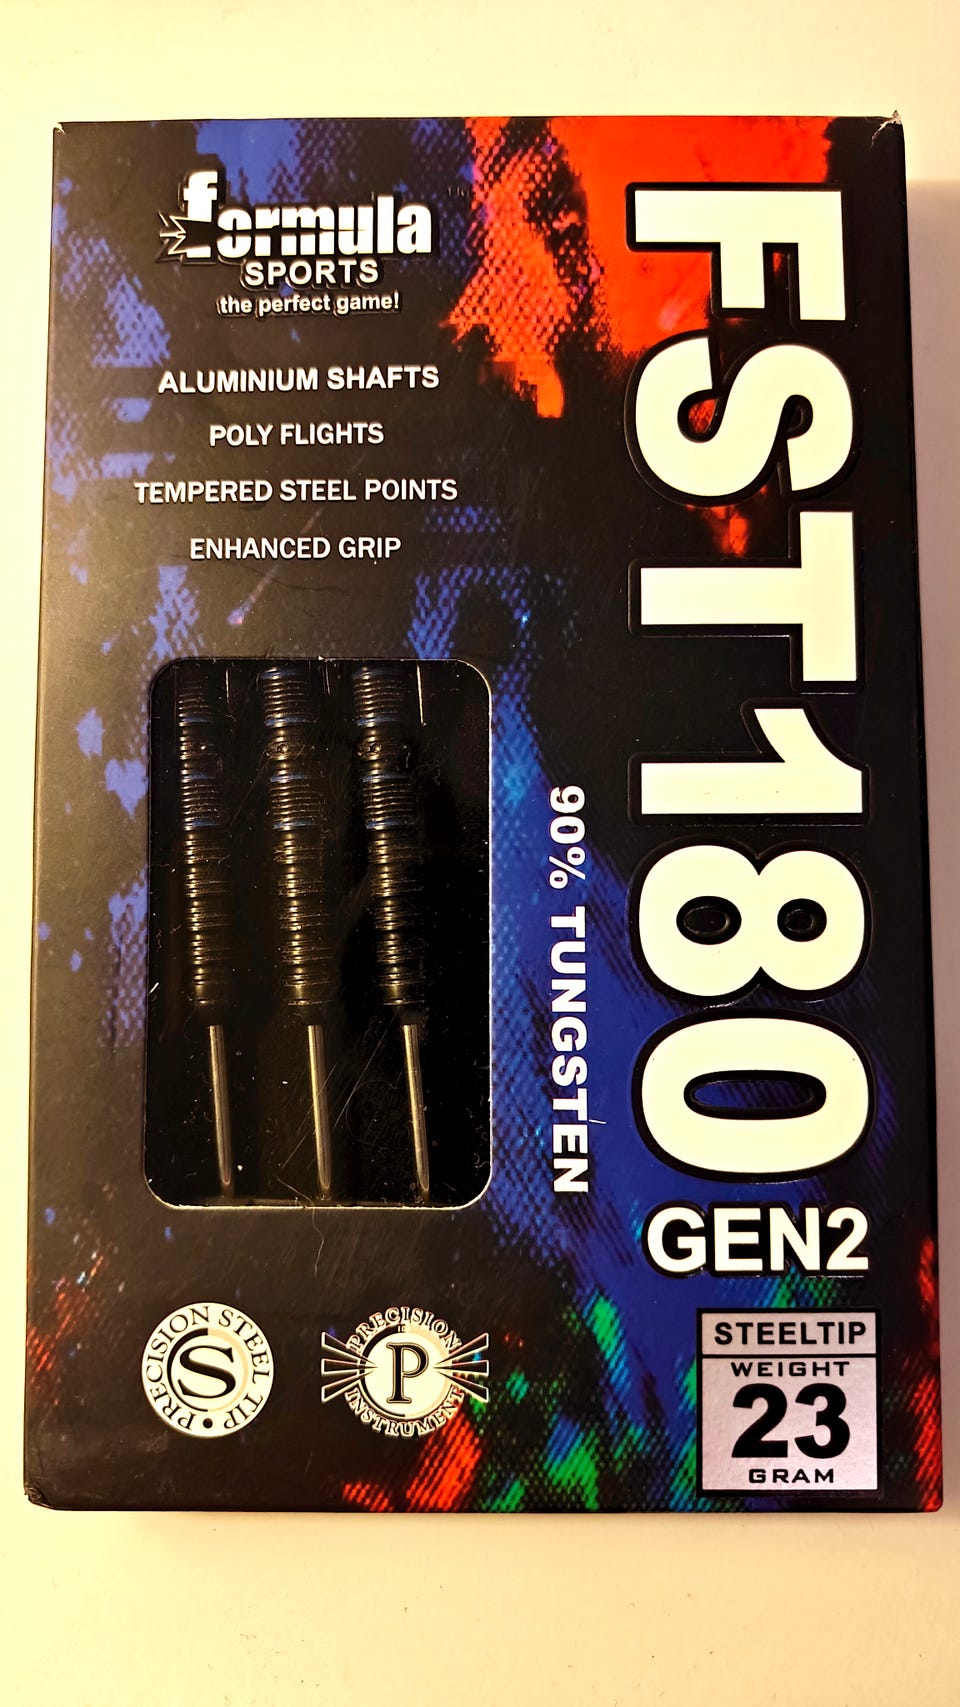 formula
SPORTS
the perfect game!
ALUMINIUM SHAFTS
POLY FLIGHTS
TEMPERED STEEL POINTS
ENHANCED GRIP
FST180
GEN2
90% TUNGSTEN
PRECISION STEEL TIP •
S
PRECISION
P
INSTRUMENT
STEELTIP
WEIGHT
23
GRAM